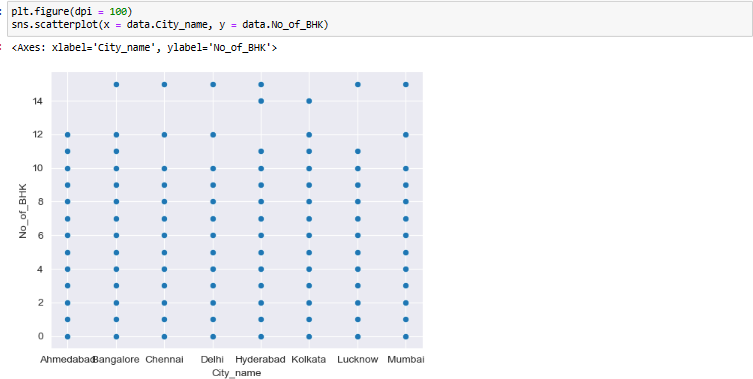 plt.figure(dpi = 100)
sns.scatterplot(x = data.City_name, y = data.No_of_BHK)
<Axes: xlabel='City_name', ylabel='No_of_BHK'>
14
12
10
8
6
4
2
0
No_of_BHK
Ahmedabad Bangalore Chennai Delhi Hyderabad Kolkata Lucknow Mumbai
City_name